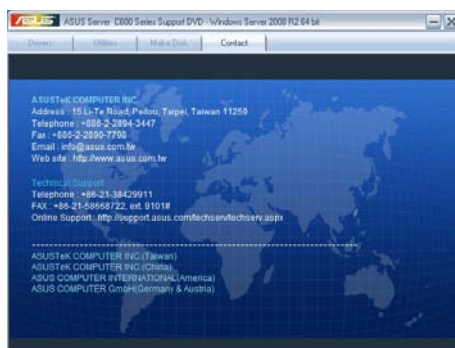 ASUS
ASUS Server C600 Series Support DVD - Windows Server 2008 R2 64 bit
Drivers
Utilities
Make Disk
Contact
ASUSTeK COMPUTER INC.
Address : 15 Li-Te Road, Peitou, Taipei, Taiwan 11259
Telephone : +886-2-2894-3447
Fax : +886-2-2890-7798
Email : info@asus.com.tw
Web site : http://www.asus.com.tw
Technical Support
Telephone : +86-21-38429911
FAX : +86-21-58668722, ext. 9101#
Online Support : http://support.asus.com/techserv/techserv.aspx
ASUSTeK COMPUTER INC.(Taiwan)
ASUSTeK COMPUTER INC.(China)
ASUS COMPUTER INTERNATIONAL(America)
ASUS COMPUTER GmbH(Germany & Austria)